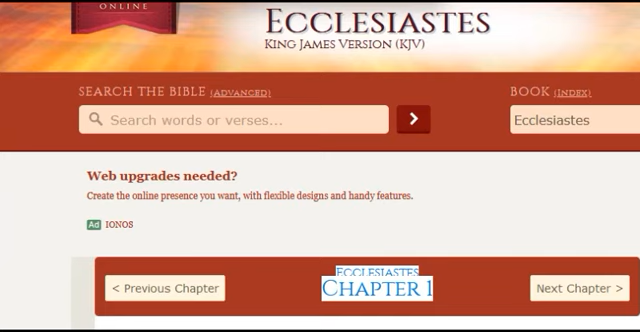 ONLINE
ECCLESIASTES
KING JAMES VERSION (KJV)
SEARCH THE BIBLE (ADVANCED)
BOOK (INDEX)
Search words or verses...
>
Ecclesiastes
Web upgrades needed?
Create the online presence you want, with flexible designs and handy features.
Ad IONOS
ECCLESIASTES
< Previous Chapter
CHAPTER 1
Next Chapter >